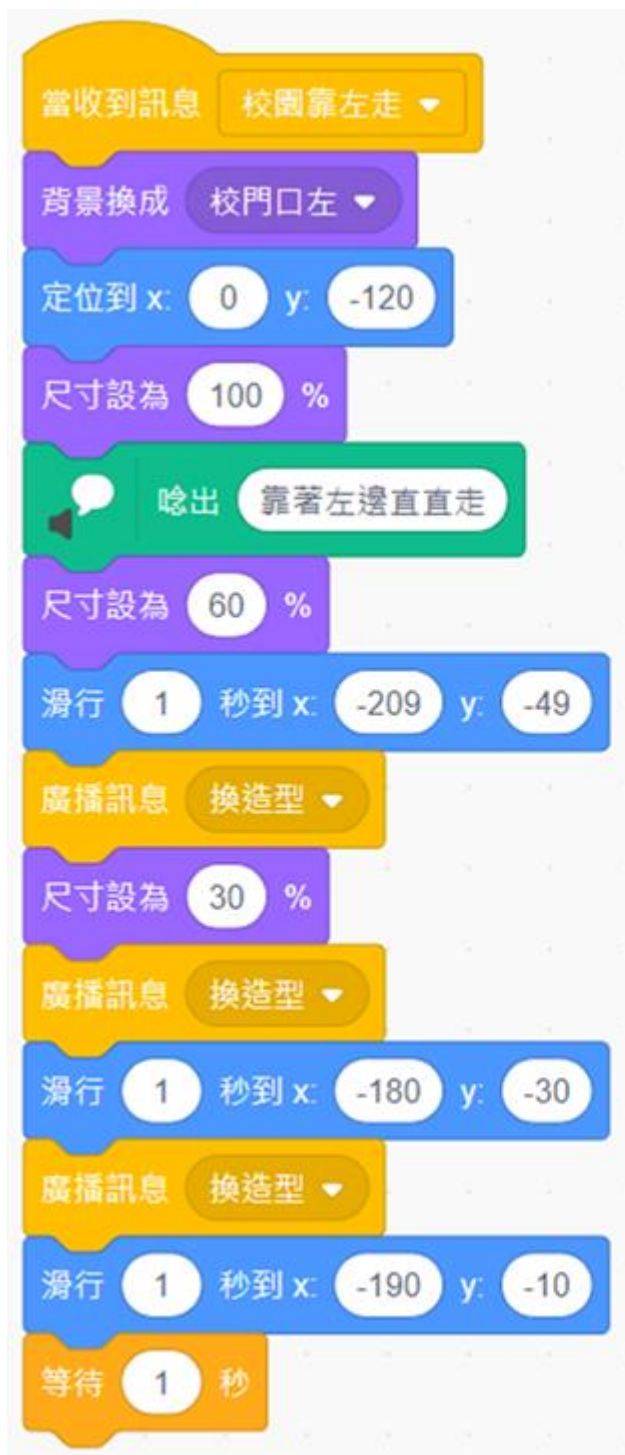 當收到訊息 校園靠左走
背景換成 校門口左
定位到 x: 0 y: -120
尺寸設為 100 %
唸出 靠著左邊直直走
尺寸設為 60 %
滑行 1 秒到 x: -209 y: -49
廣播訊息 換造型
尺寸設為 30 %
廣播訊息 換造型
滑行 1 秒到 x: -180 y: -30
廣播訊息 換造型
滑行 1 秒到 x: -190 y: -10
等待 1 秒